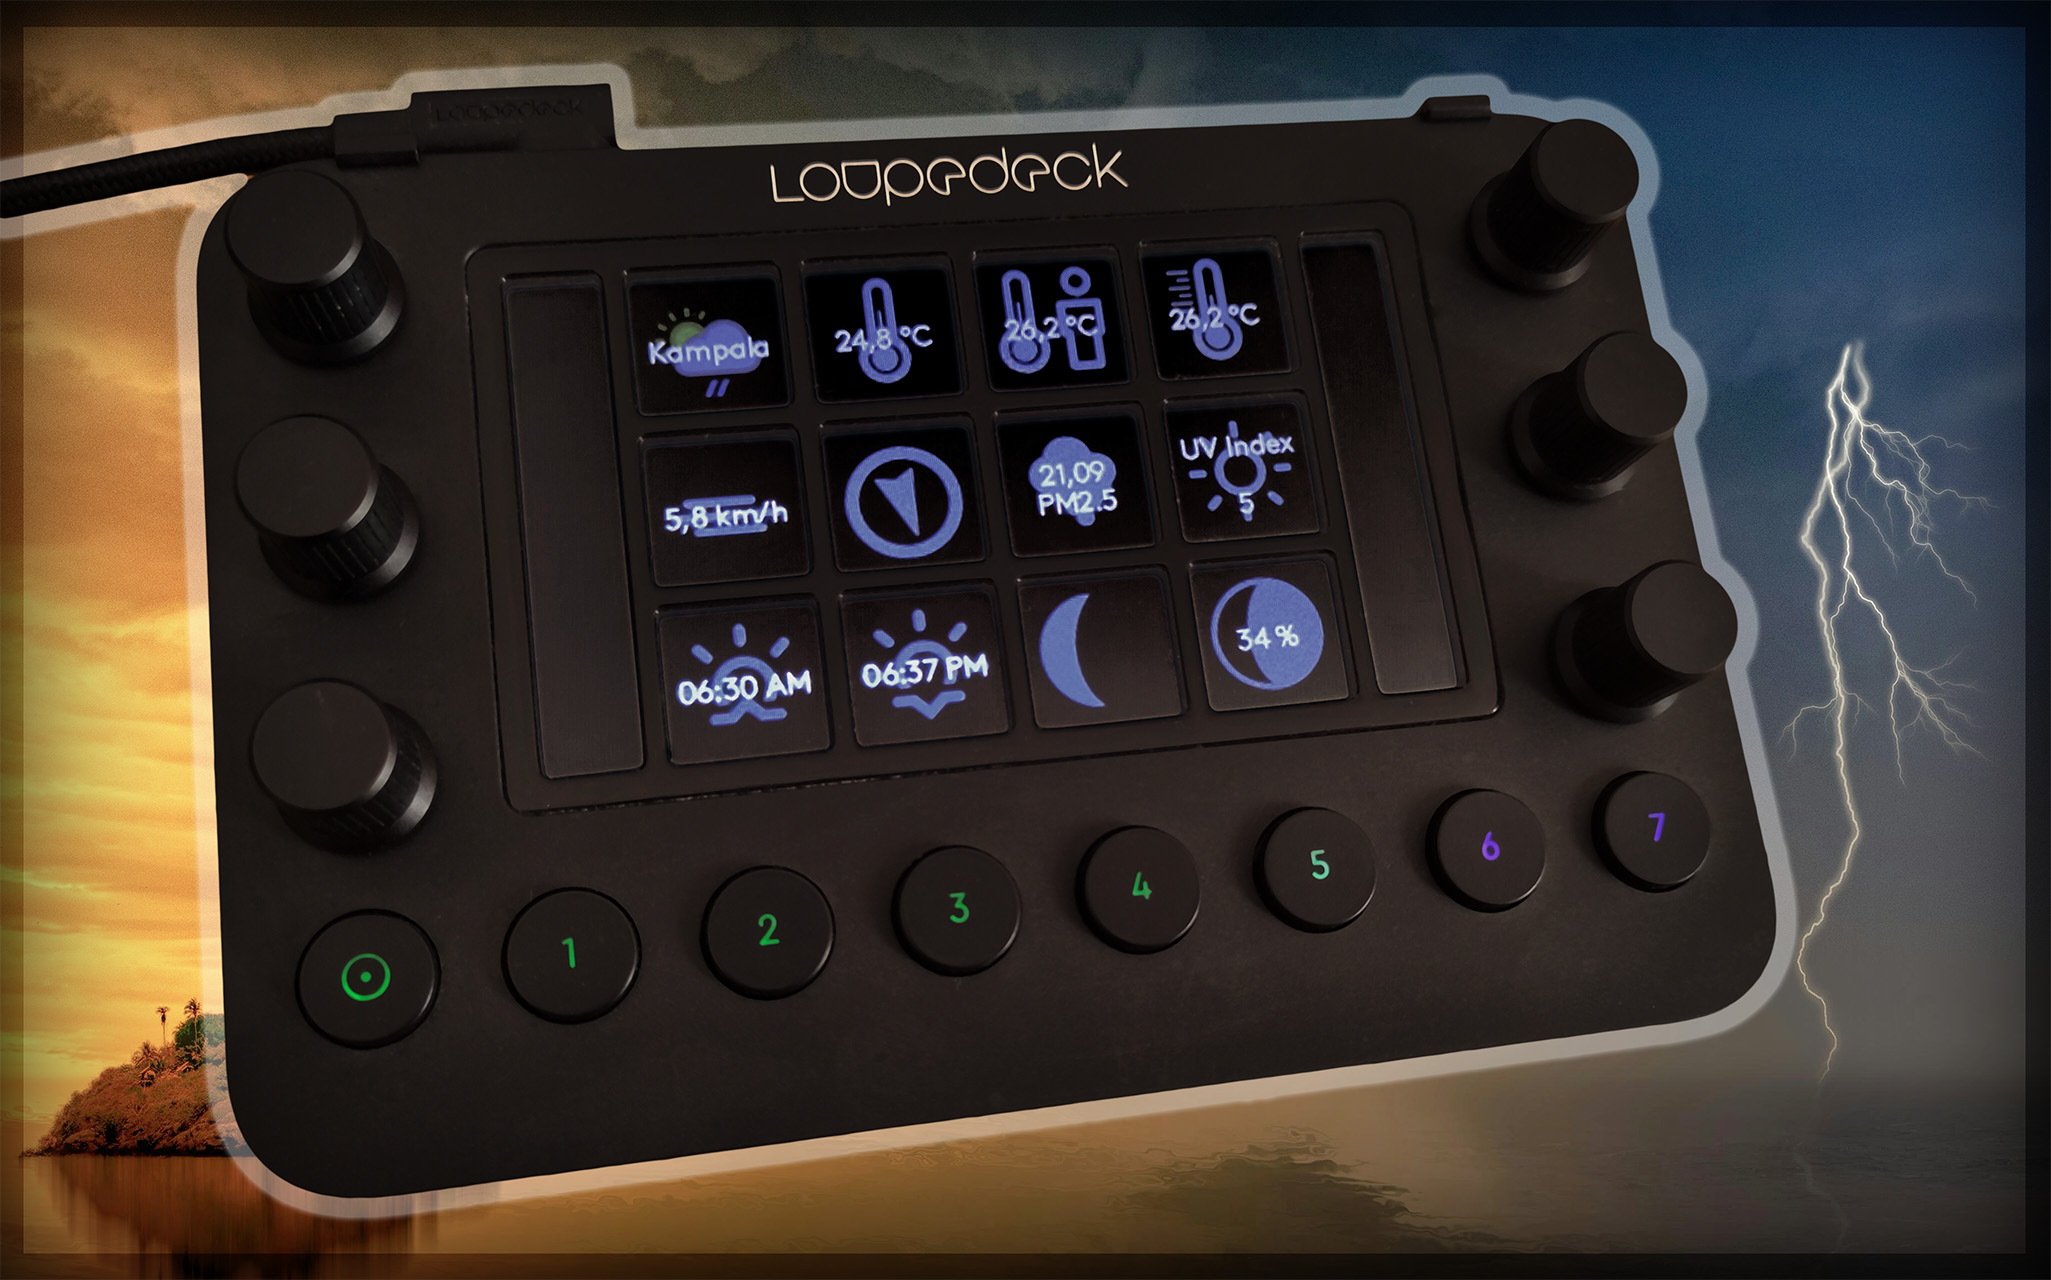 Loupedeck
Loupedeck
Kampala
24,8 °C
26,2 °C
26,2 °C
5,8 km/h
21,09
PM2.5
UV Index
5
06:30 AM
06:37 PM
34 %
1
2
3
4
5
6
7